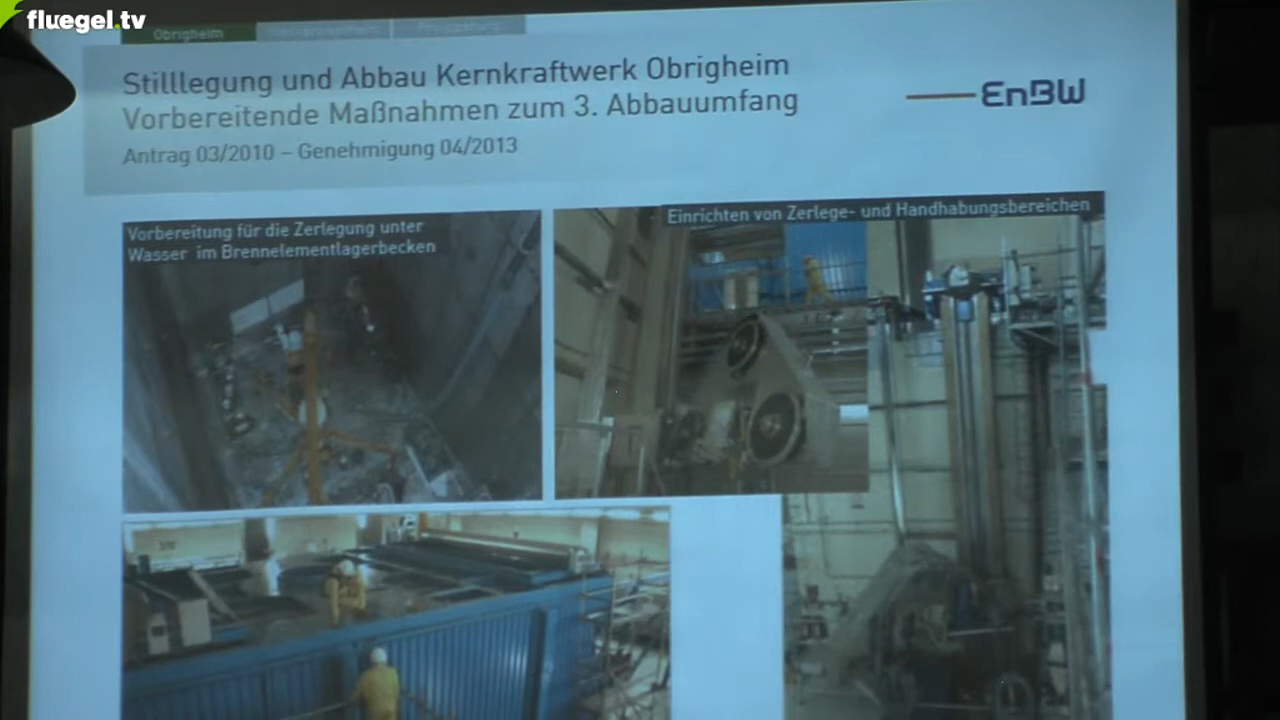 fluegel.tv
Obrigheim
Stilllegung und Abbau Kernkraftwerk Obrigheim
Vorbereitende Maßnahmen zum 3. Abbauumfang
EnBW
Antrag 03/2010 – Genehmigung 04/2013
Vorbereitung für die Zerlegung unter
Wasser im Brennelementlagerbecken
Einrichten von Zerlege- und Handhabungsbereichen